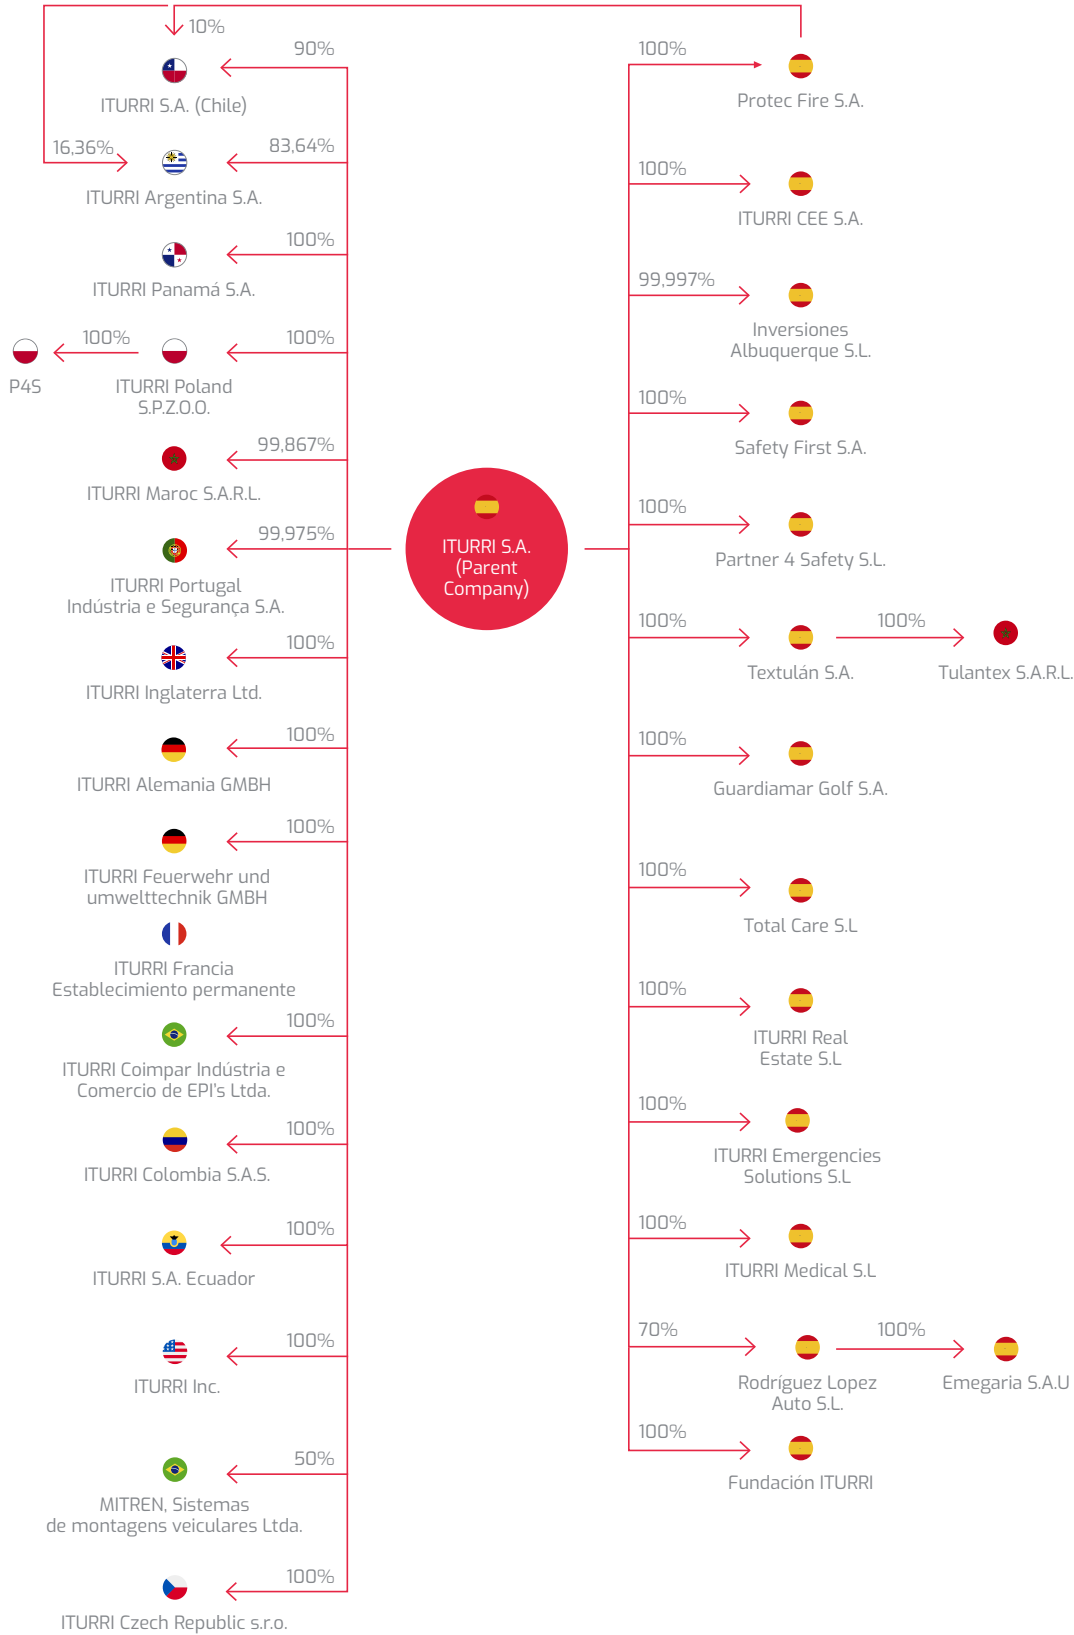 10%
90%
ITURRI S.A. (Chile)
16,36%
83,64%
ITURRI Argentina S.A.
100%
ITURRI Panamá S.A.
100%
P4S
100%
ITURRI Poland
S.P.Z.O.O.
99,867%
ITURRI Maroc S.A.R.L.
99,975%
ITURRI Portugal
Indústria e Segurança S.A.
100%
ITURRI Inglaterra Ltd.
100%
ITURRI Alemania GMBH
100%
ITURRI Feuerwehr und
umwelttechnik GMBH
ITURRI Francia
Establecimiento permanente
100%
ITURRI Coimpar Indústria e
Comercio de EPI's Ltda.
100%
ITURRI Colombia S.A.S.
100%
ITURRI S.A. Ecuador
100%
ITURRI Inc.
50%
MITREN, Sistemas
de montagens veiculares Ltda.
100%
ITURRI Czech Republic s.r.o.
ITURRI S.A.
(Parent
Company)
100%
Protec Fire S.A.
100%
ITURRI CEE S.A.
99,997%
Inversiones
Albuquerque S.L.
100%
Safety First S.A.
100%
Partner 4 Safety S.L.
100%
Textulán S.A.
100%
Tulantex S.A.R.L.
100%
Guardiamar Golf S.A.
100%
Total Care S.L
100%
ITURRI Real
Estate S.L
100%
ITURRI Emergencies
Solutions S.L
100%
ITURRI Medical S.L
70%
Rodríguez Lopez
Auto S.L.
100%
Emegaria S.A.U
100%
Fundación ITURRI